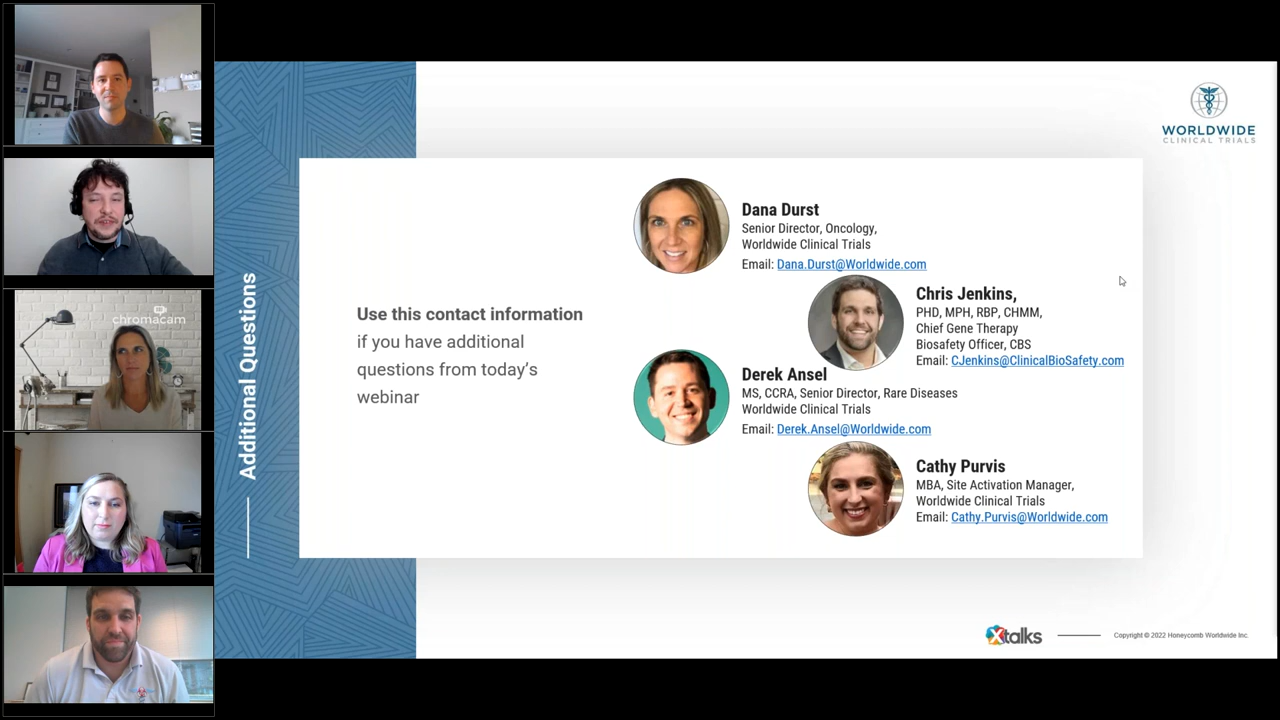 chromacam
Additional Questions
WORLDWIDE
CLINICAL TRIALS
Use this contact information
if you have additional
questions from today's
webinar
Dana Durst
Senior Director, Oncology,
Worldwide Clinical Trials
Email: Dana.Durst@Worldwide.com
Chris Jenkins,
PHD, MPH, RBP, CHMM,
Chief Gene Therapy
Biosafety Officer, CBS
Email: CJenkins@ClinicalBioSafety.com
Derek Ansel
MS, CCRA, Senior Director, Rare Diseases
Worldwide Clinical Trials
Email: Derek.Ansel@Worldwide.com
Cathy Purvis
MBA, Site Activation Manager,
Worldwide Clinical Trials
Email: Cathy.Purvis@Worldwide.com
Xtalks
Copyright © 2022 Honeycomb Worldwide Inc.